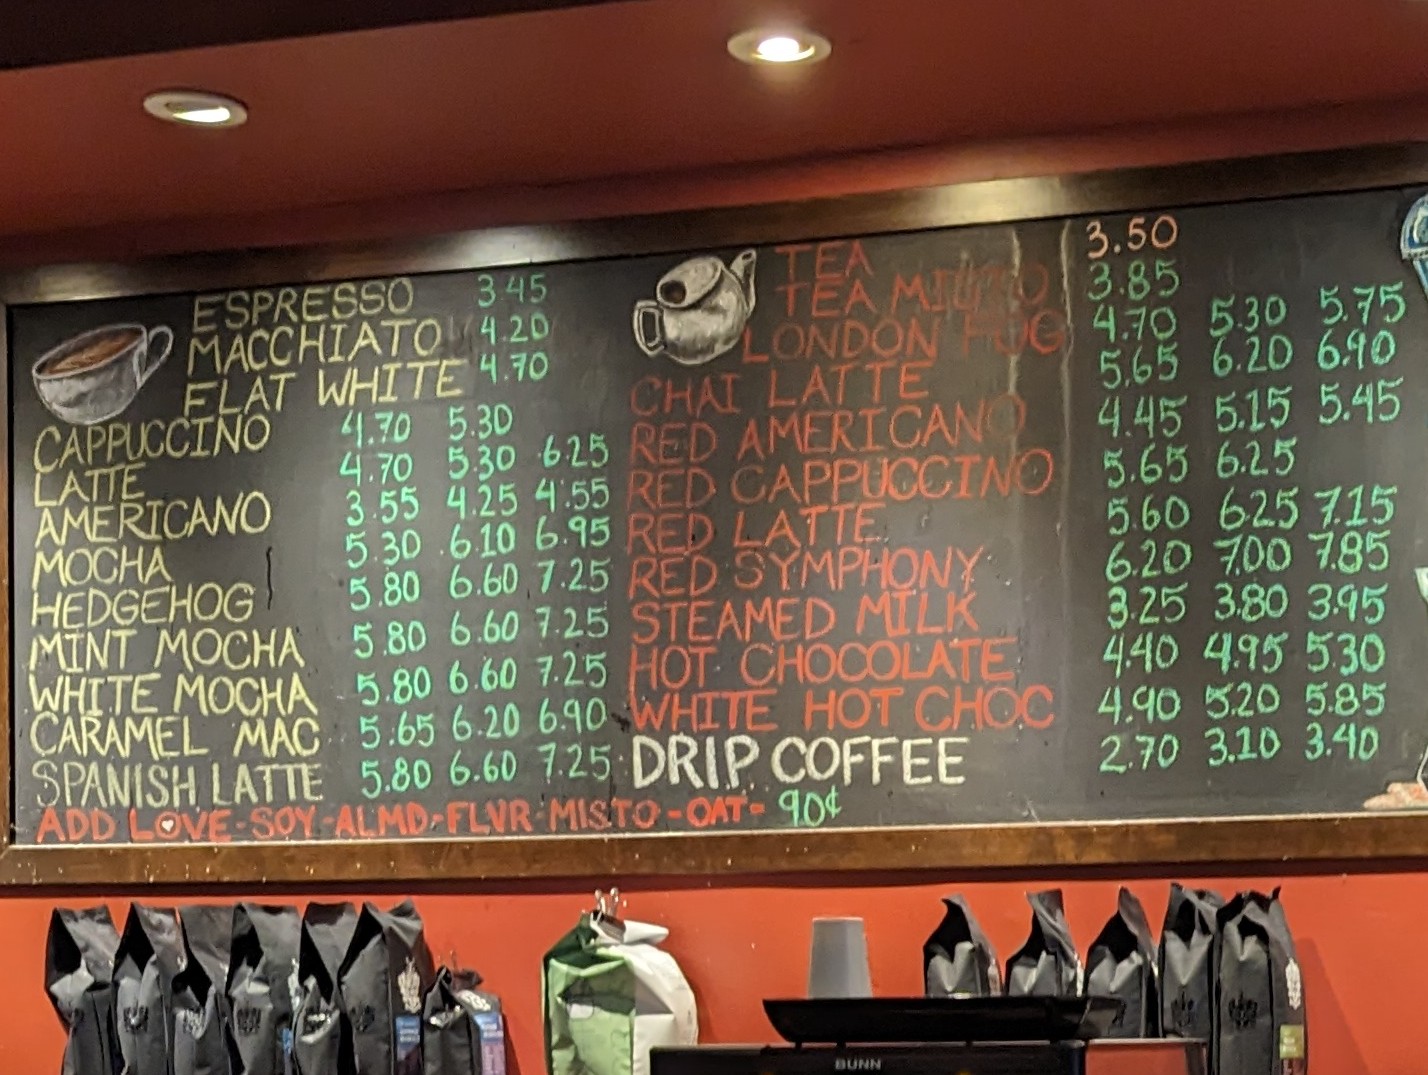 ESPRESSO 3.45
MACCHIATO 4.20
FLAT WHITE 4.70
CAPPUCCINO 4.70 5.30
LATTE 4.70 5.30 6.25
AMERICANO 3.55 4.25 4.55
MOCHA 5.30 6.10 6.95
HEDGEHOG 5.80 6.60 7.25
MINT MOCHA 5.80 6.60 7.25
WHITE MOCHA 5.80 6.60 7.25
CARAMEL MAC 5.65 6.20 6.90
SPANISH LATTE 5.80 6.60 7.25
ADD LOVE-SOY-ALMD-FLVR-MISTO-OAT- 90¢
TEA 3.50
TEA MISTO 3.85
LONDON FOG 4.70 5.30 5.75
CHAI LATTE 5.65 6.20 6.90
RED AMERICANO 4.45 5.15 5.45
RED CAPPUCCINO 5.65 6.25
RED LATTE 5.60 6.25 7.15
RED SYMPHONY 6.20 7.00 7.85
STEAMED MILK 3.25 3.80 3.95
HOT CHOCOLATE 4.40 4.95 5.30
WHITE HOT CHOC 4.90 5.20 5.85
DRIP COFFEE 2.70 3.10 3.40
BUNN